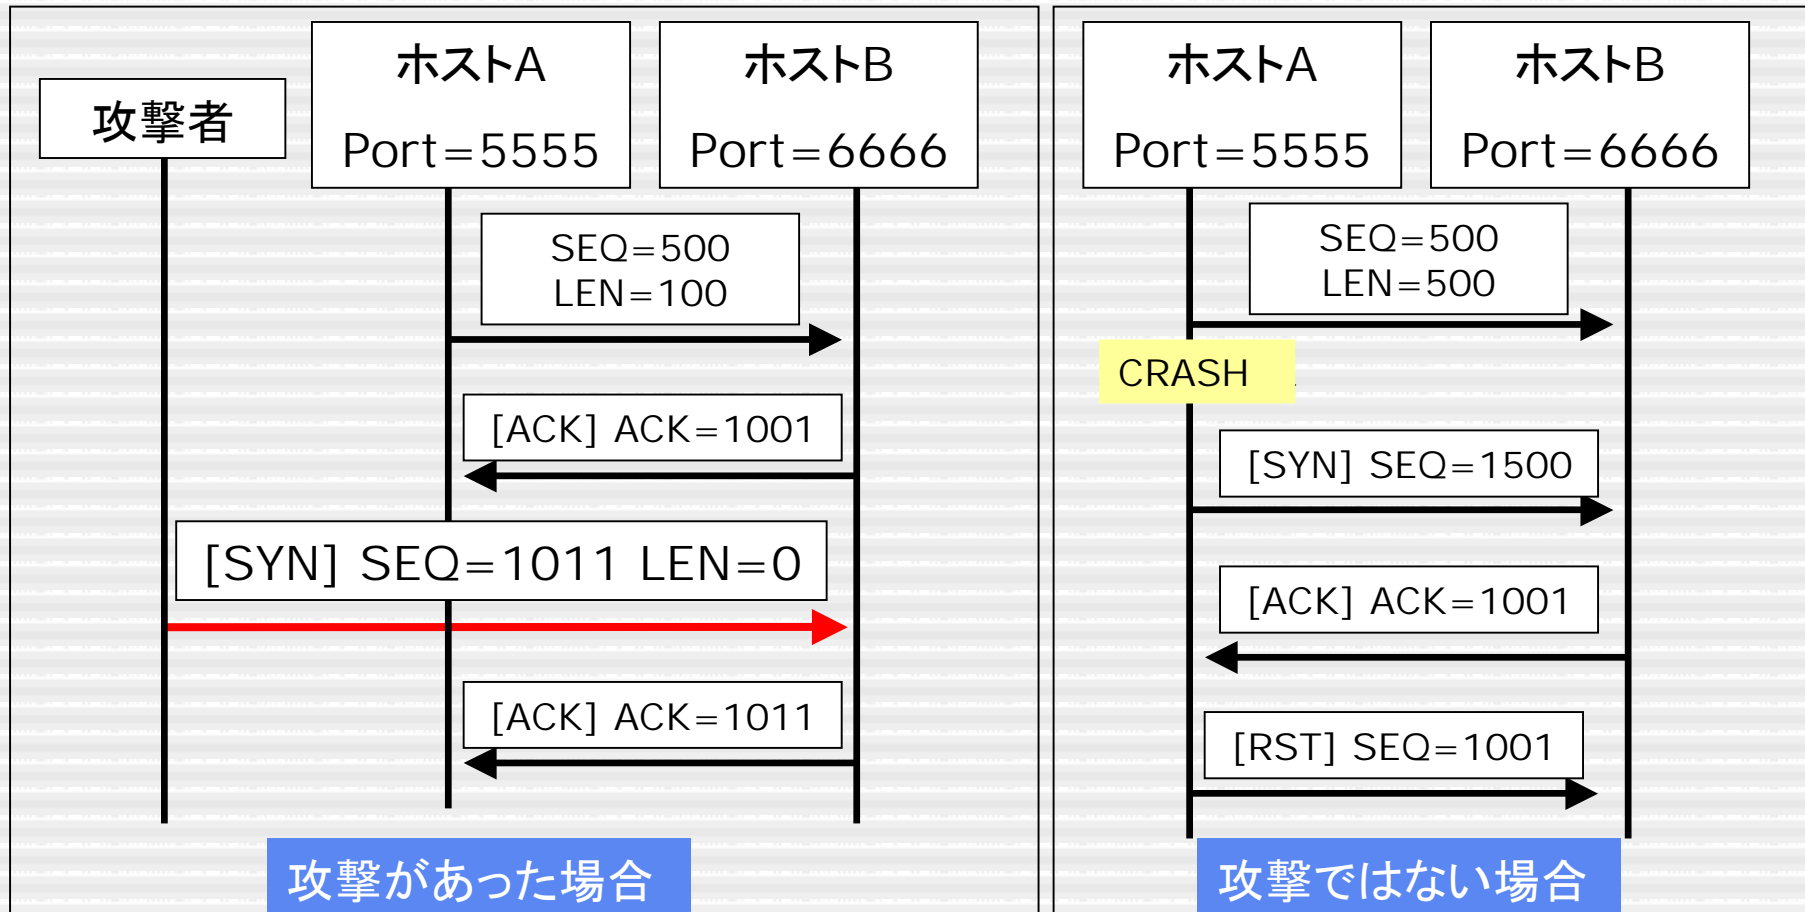 攻撃者
ホストA
Port=5555
ホストB
Port=6666
SEQ=500
LEN=100
[ACK] ACK=1001
[SYN] SEQ=1011 LEN=0
[ACK] ACK=1011
攻撃があった場合
ホストA
Port=5555
ホストB
Port=6666
SEQ=500
LEN=500
CRASH
[SYN] SEQ=1500
[ACK] ACK=1001
[RST] SEQ=1001
攻撃ではない場合